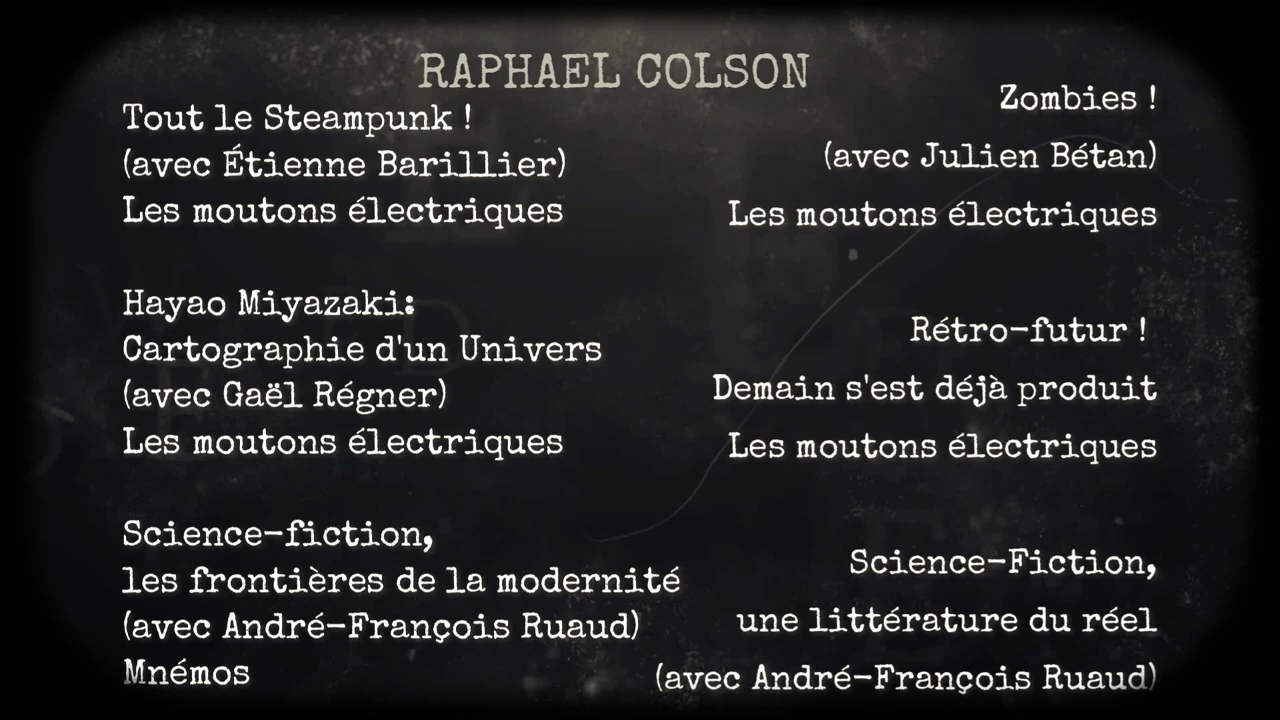 RAPHAEL COLSON
Tout le Steampunk !
(avec Étienne Barillier)
Les moutons électriques
Hayao Miyazaki:
Cartographie d'un Univers
(avec Gaël Régner)
Les moutons électriques
Science-fiction,
les frontières de la modernité
(avec André-François Ruaud)
Mnémos
Zombies !
(avec Julien Bétan)
Les moutons électriques
Rétro-futur !
Demain s'est déjà produit
Les moutons électriques
Science-Fiction,
une littérature du réel
(avec André-François Ruaud)